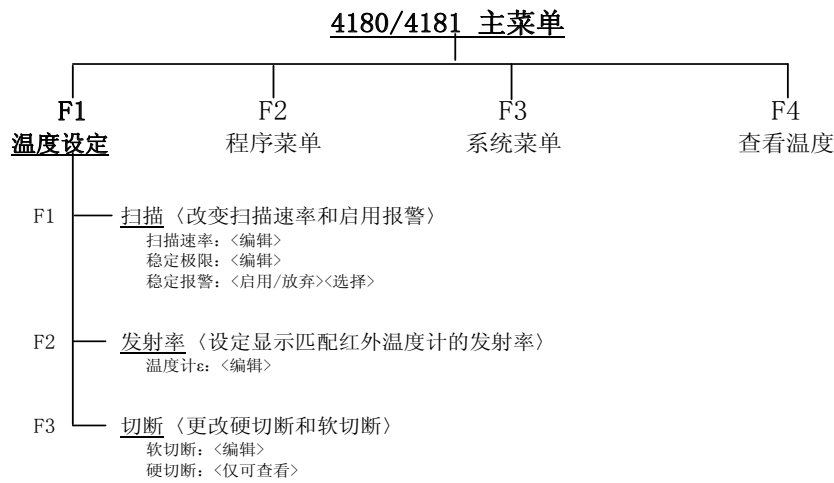 4180/4181 主菜单
F1 F2 F3 F4
温度设定 程序菜单 系统菜单 查看温度
F1 扫描〈改变扫描速率和启用报警〉
扫描速率：<编辑>
稳定极限：<编辑>
稳定报警：<启用/放弃><选择>
F2 发射率〈设定显示匹配红外温度计的发射率〉
温度计ε：<编辑>
F3 切断〈更改硬切断和软切断〉
软切断：<编辑>
硬切断：<仅可查看>